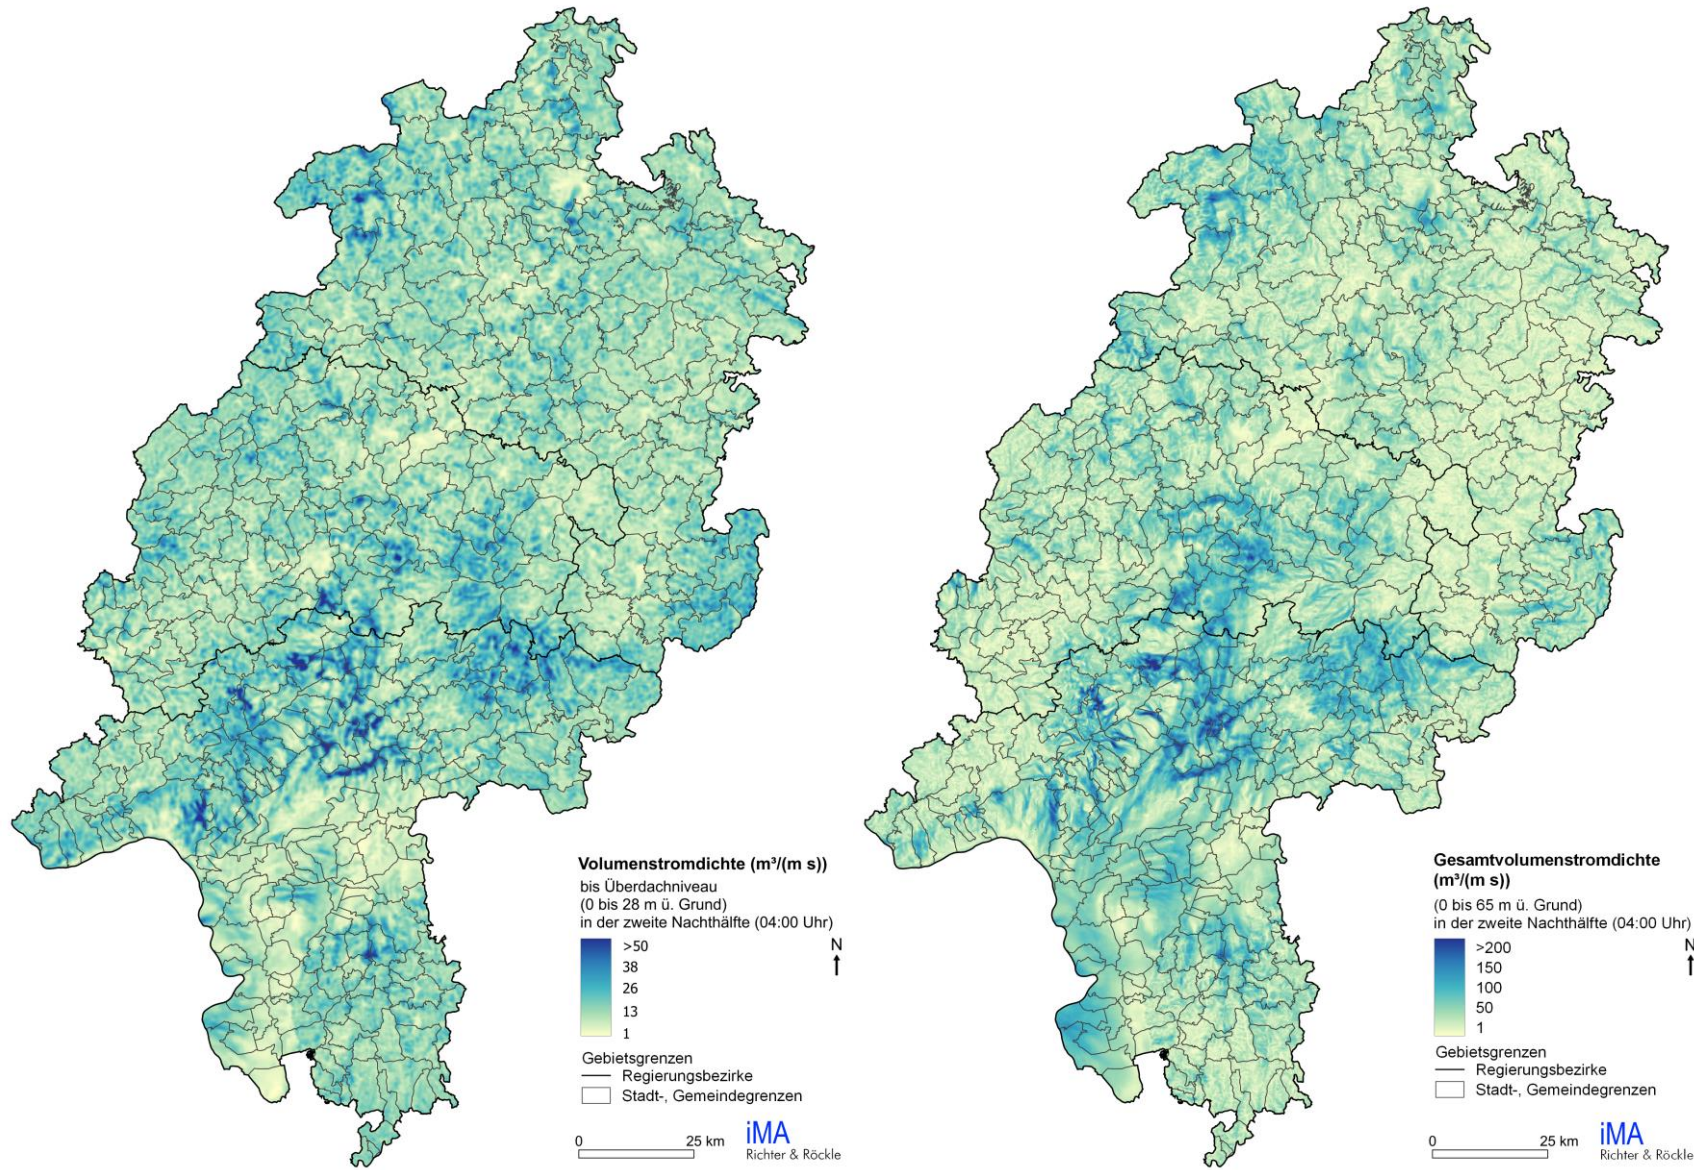 Volumenstromdichte (m³/(m s))
bis Überdachniveau
(0 bis 28 m ü. Grund)
in der zweite Nachthälfte (04:00 Uhr)
>50
38
26
13
1
N
Gebietsgrenzen
Regierungsbezirke
Stadt-, Gemeindegrenzen
0 25 km
iMA
Richter & Röckle
Gesamtvolumenstromdichte
(m³/(m s))
(0 bis 65 m ü. Grund)
in der zweite Nachthälfte (04:00 Uhr)
>200
150
100
50
1
N
Gebietsgrenzen
Regierungsbezirke
Stadt-, Gemeindegrenzen
0 25 km
iMA
Richter & Röckle